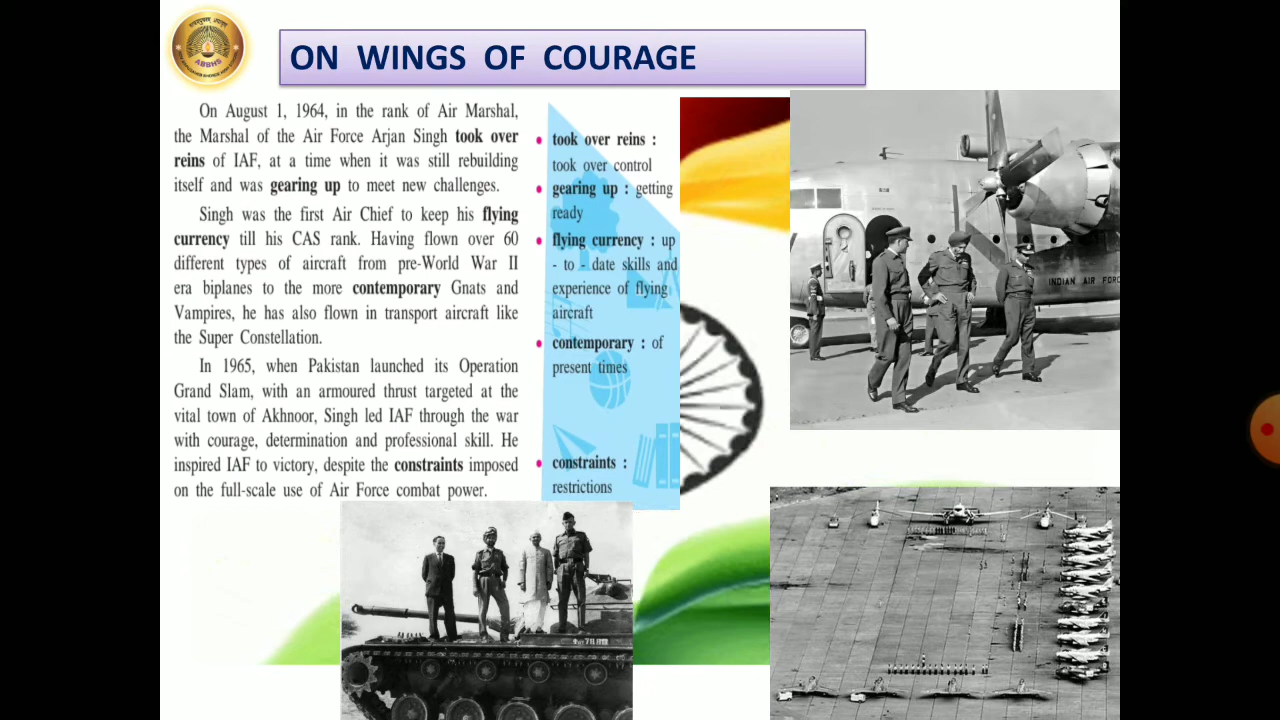 ABBHS
ON WINGS OF COURAGE
On August 1, 1964, in the rank of Air Marshal,
the Marshal of the Air Force Arjan Singh took over
reins of IAF, at a time when it was still rebuilding
itself and was gearing up to meet new challenges.
Singh was the first Air Chief to keep his flying
currency till his CAS rank. Having flown over 60
different types of aircraft from pre-World War II
era biplanes to the more contemporary Gnats and
Vampires, he has also flown in transport aircraft like
the Super Constellation.
In 1965, when Pakistan launched its Operation
Grand Slam, with an armoured thrust targeted at the
vital town of Akhnoor, Singh led IAF through the war
with courage, determination and professional skill. He
inspired IAF to victory, despite the constraints imposed
on the full-scale use of Air Force combat power.
• took over reins :
took over control
• gearing up : getting
ready
• flying currency : up
- to - date skills and
experience of flying
aircraft
• contemporary : of
present times
• constraints :
restrictions
INDIAN AIR FORC